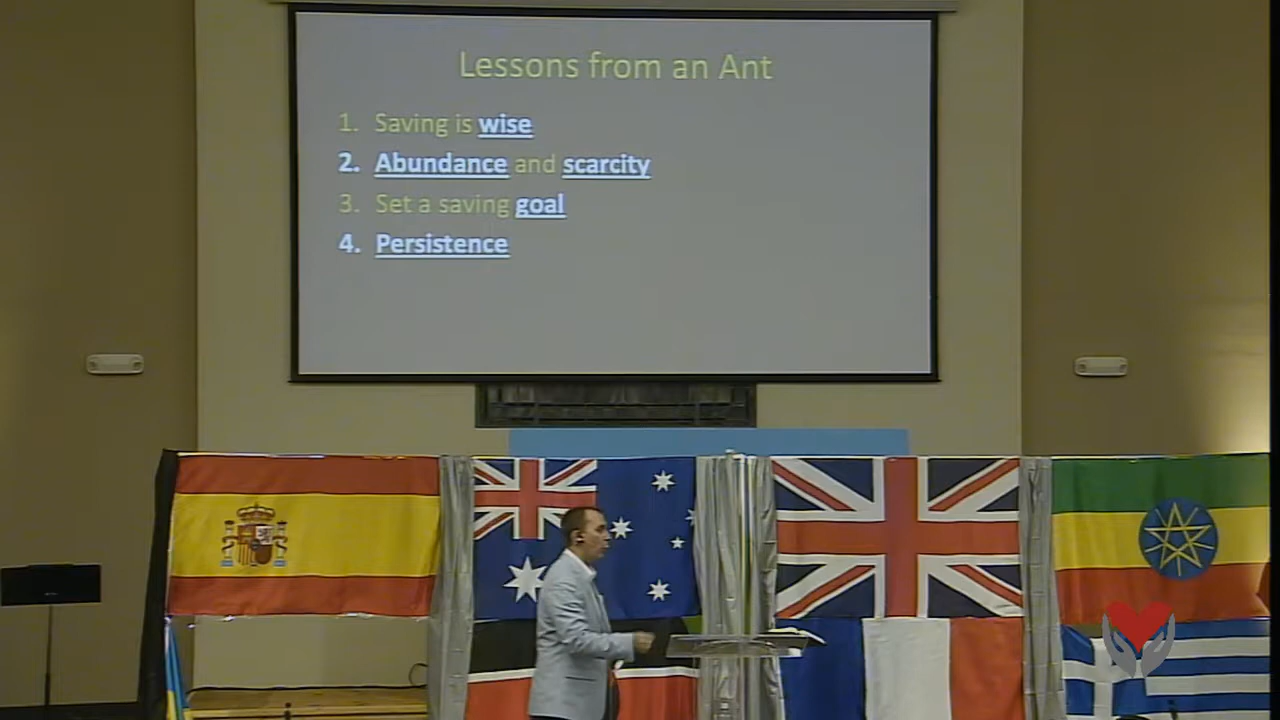 Lessons from an Ant
1. Saving is wise
2. Abundance and scarcity
3. Set a saving goal
4. Persistence